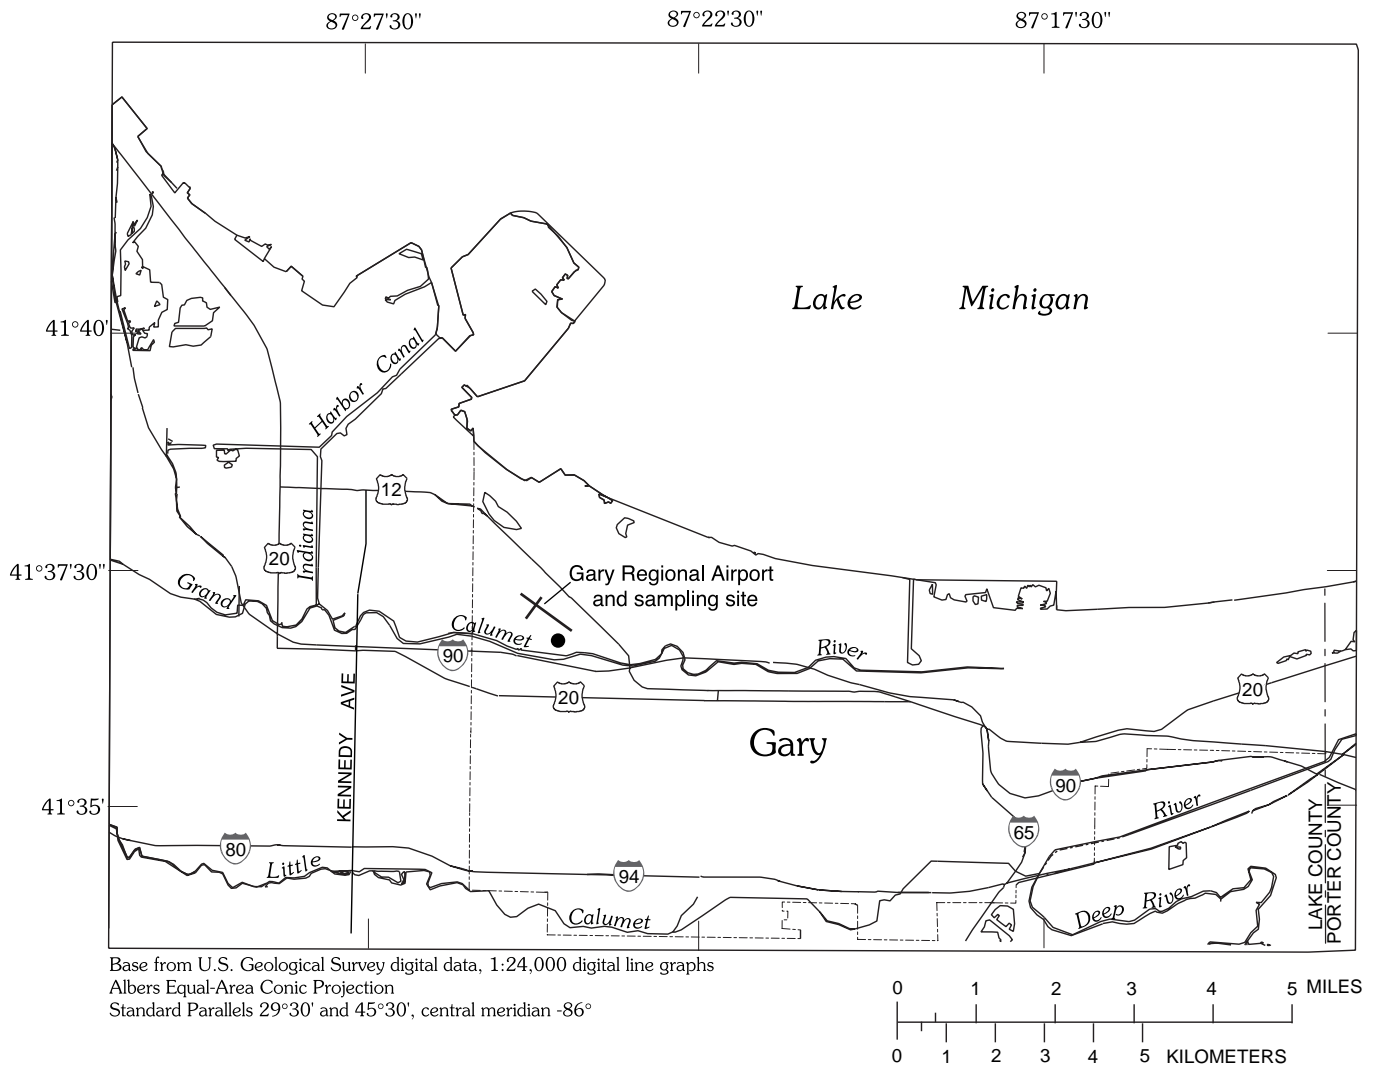 87°27'30"
87°22'30"
87°17'30"
Lake Michigan
41°40'
Harbor Canal
12
Indiana
20
41°37'30"
Gary Regional Airport
and sampling site
Grand
Calumet
River
90
20
20
KENNEDY AVE
Gary
90
41°35'
River
65
80
Little
94
LAKE COUNTY
PORTER COUNTY
Deep River
Calumet
Base from U.S. Geological Survey digital data, 1:24,000 digital line graphs
Albers Equal-Area Conic Projection
Standard Parallels 29°30' and 45°30', central meridian -86°
0 1 2 3 4 5 MILES
0 1 2 3 4 5 KILOMETERS